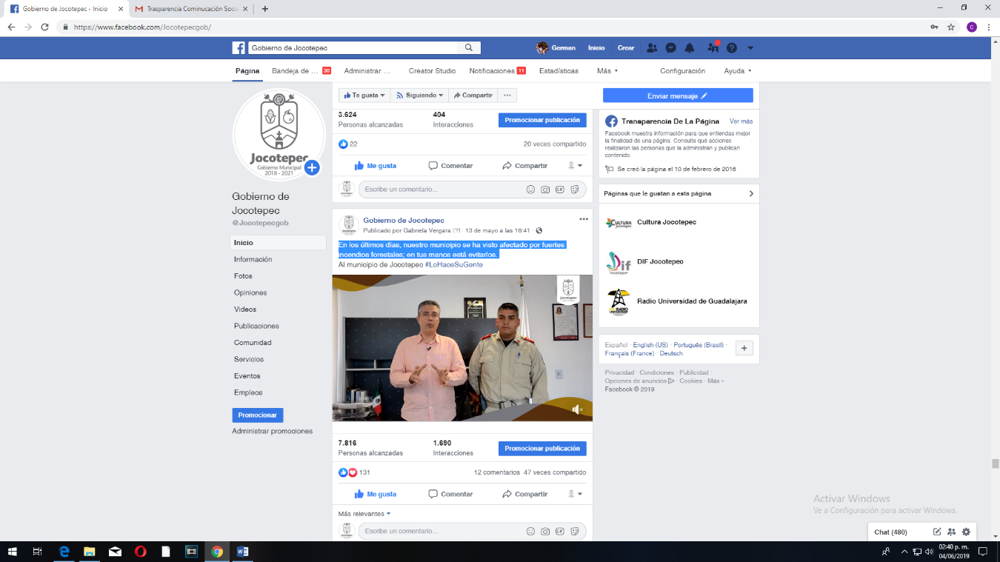 Gobierno de Jocotepec - Inicio
Trasparencia Cominucación Socia
https://www.facebook.com/Jocotepecgob/
Gobierno de Jocotepec
German
Inicio
Crear
Página
Bandeja de ... 30
Administrar ...
Creator Studio
Notificaciones 11
Estadísticas
Más
Configuración
Ayuda
Jocotepec
Gobierno Municipal
2018 - 2021
Gobierno de
Jocotepec
@Jocotepecgob
Inicio
Información
Fotos
Opiniones
Videos
Publicaciones
Comunidad
Servicios
Eventos
Empleos
Promocionar
Administrar promociones
Te gusta
Siguiendo
Compartir
...
Enviar mensaje
3.624
Personas alcanzadas
404
Interacciones
Promocionar publicación
22
20 veces compartido
Me gusta
Comentar
Compartir
Escribe un comentario...
GIF
Gobierno de Jocotepec
Publicado por Gabriela Vergara [?] · 13 de mayo a las 16:41 ·
En los últimos días, nuestro municipio se ha visto afectado por fuertes
incendios forestales; en tus manos está evitarlos.
Al municipio de Jocotepec #LoHaceSuGente
Jocotepec
7.816
Personas alcanzadas
1.690
Interacciones
Promocionar publicación
131
12 comentarios 47 veces compartido
Me gusta
Comentar
Compartir
Más relevantes
Escribe un comentario...
GIF
Transparencia De La Página
Ver más
Facebook muestra información para que entiendas mejor
la finalidad de una página. Consulta qué acciones
realizaron las personas que la administran y publican
contenido.
Se creó la página el 10 de febrero de 2016
Páginas que le gustan a esta página
CULTURA
Jocotepec
Cultura Jocotepec
Dif
Jocotepec
DIF Jocotepec
RADIO
Radio Universidad de Guadalajara
Español · English (US) · Português (Brasil) ·
Français (France) · Deutsch
Privacidad · Condiciones · Publicidad ·
Opciones de anuncios · Cookies · Más
Facebook © 2019
Activar Windows
Ve a Configuración para activar Windows.
Chat (480)
02:40 p. m.
04/06/2019